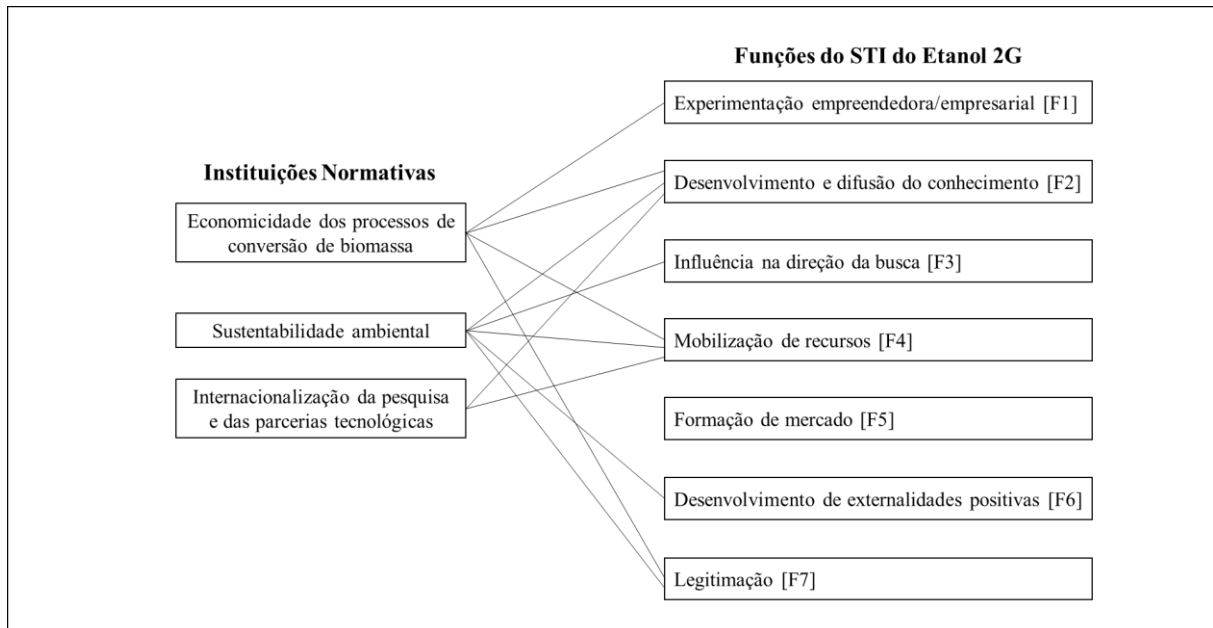 Instituições Normativas
Economicidade dos processos de
conversão de biomassa
Sustentabilidade ambiental
Internacionalização da pesquisa
e das parcerias tecnológicas
Funções do STI do Etanol 2G
Experimentação empreendedora/empresarial [F1]
Desenvolvimento e difusão do conhecimento [F2]
Influência na direção da busca [F3]
Mobilização de recursos [F4]
Formação de mercado [F5]
Desenvolvimento de externalidades positivas [F6]
Legitimação [F7]